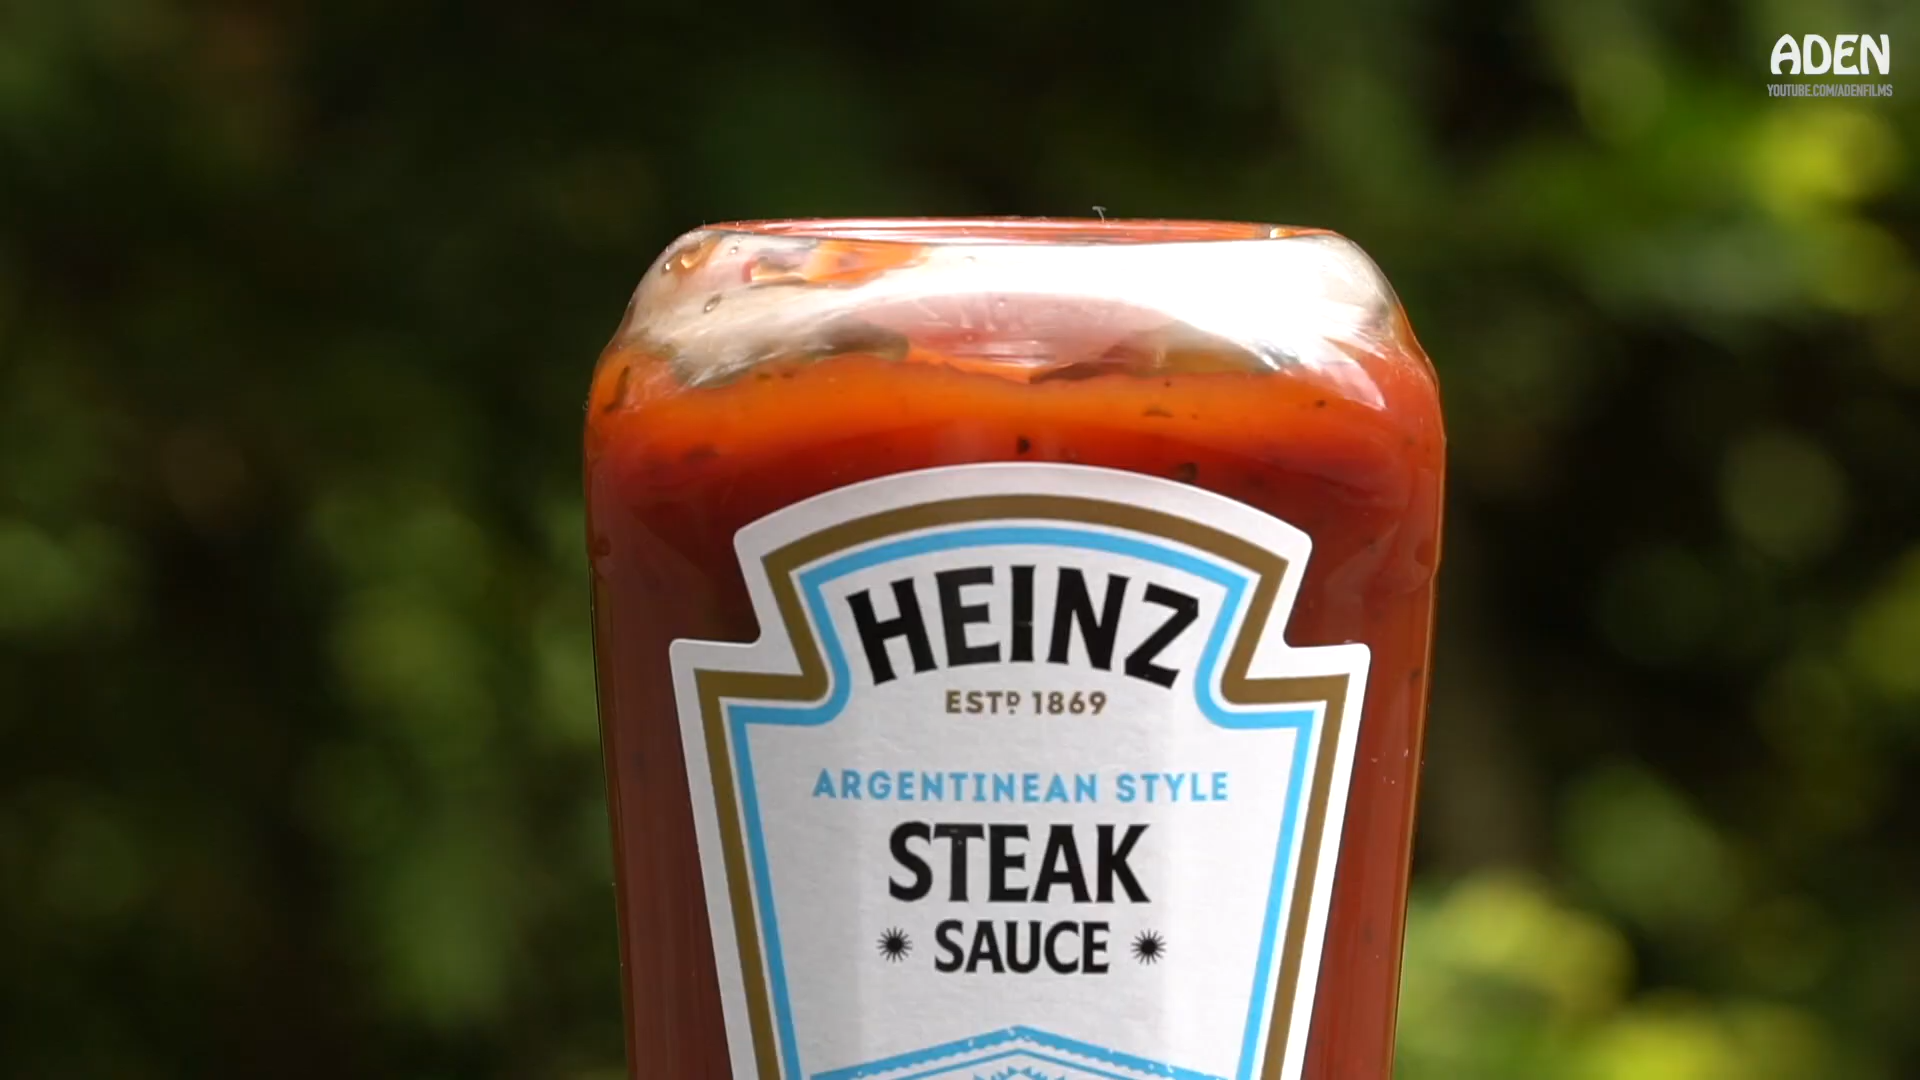 ADEN
YOUTUBE.COM/ADENFILMS
HEINZ
ESTD 1869
ARGENTINEAN STYLE
STEAK
SAUCE